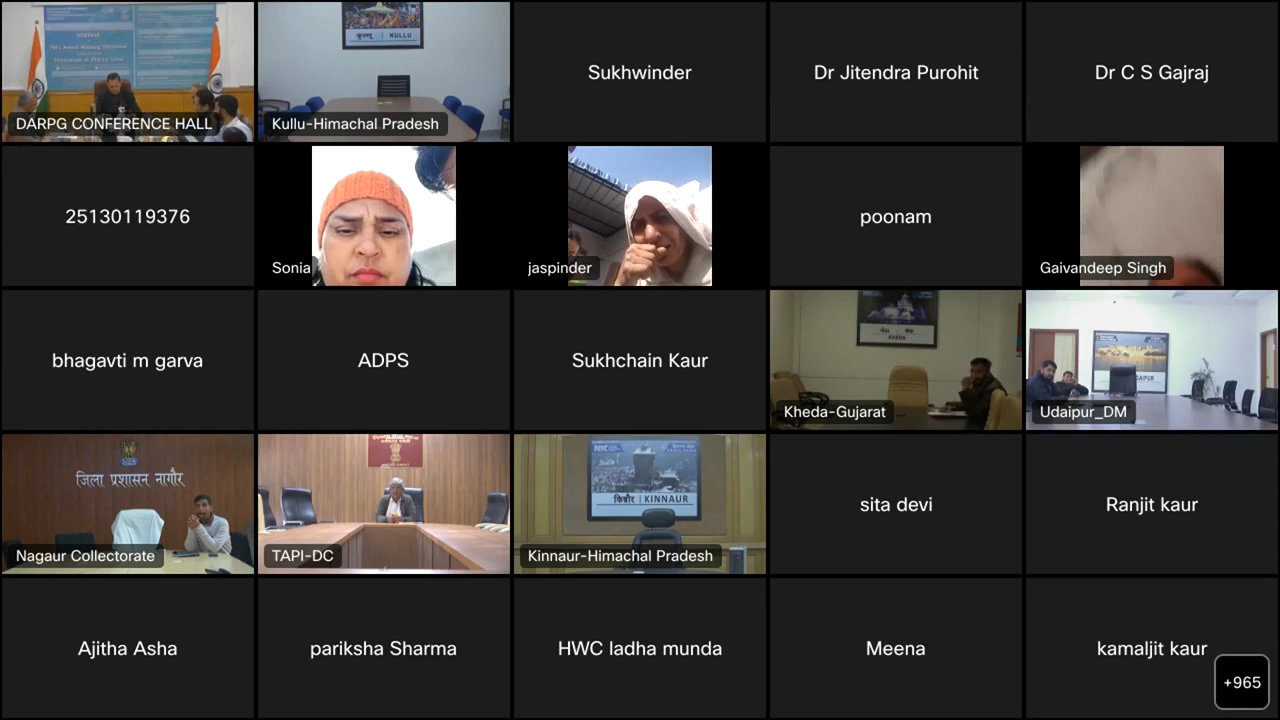 DARPG CONFERENCE HALL
कुल्लू | KULLU
Kullu-Himachal Pradesh
Sukhwinder
Dr Jitendra Purohit
Dr C S Gajraj
25130119376
Sonia
jaspinder
poonam
Gaivandeep Singh
bhagavti m garva
ADPS
Sukhchain Kaur
KHEDA
Kheda-Gujarat
Udaipur_DM
जिला प्रशासन नागौर
Nagaur Collectorate
TAPI-DC
NIC
किन्नौर | KINNAUR
Kinnaur-Himachal Pradesh
sita devi
Ranjit kaur
Ajitha Asha
pariksha Sharma
HWC ladha munda
Meena
kamaljit kaur
+965